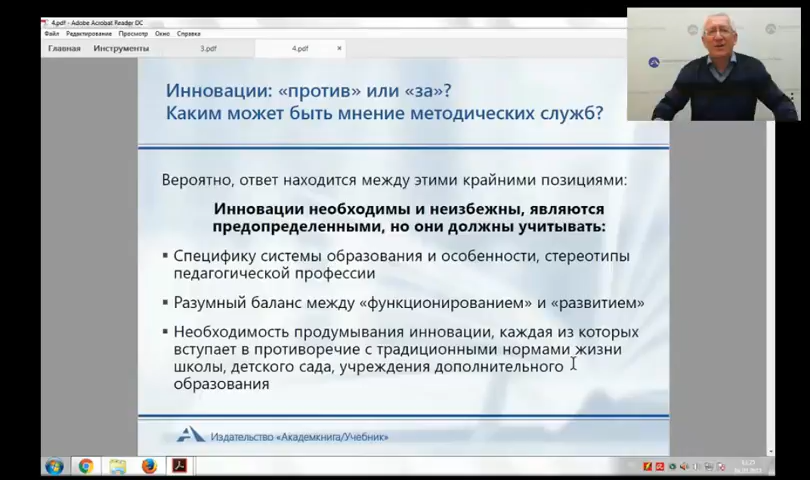 4.pdf - Adobe Acrobat Reader DC
Файл Редактирование Просмотр Окно Справка
Главная Инструменты 3.pdf 4.pdf ×
Инновации: «против» или «за»?
Каким может быть мнение методических служб?
Вероятно, ответ находится между этими крайними позициями:
Инновации необходимы и неизбежны, являются
предопределенными, но они должны учитывать:
Специфику системы образования и особенности, стереотипы
педагогической профессии
Разумный баланс между «функционированием» и «развитием»
Необходимость продумывания инновации, каждая из которых
вступает в противоречие с традиционными нормами жизни
школы, детского сада, учреждения дополнительного
образования
Издательство «Академкнига/Учебник»